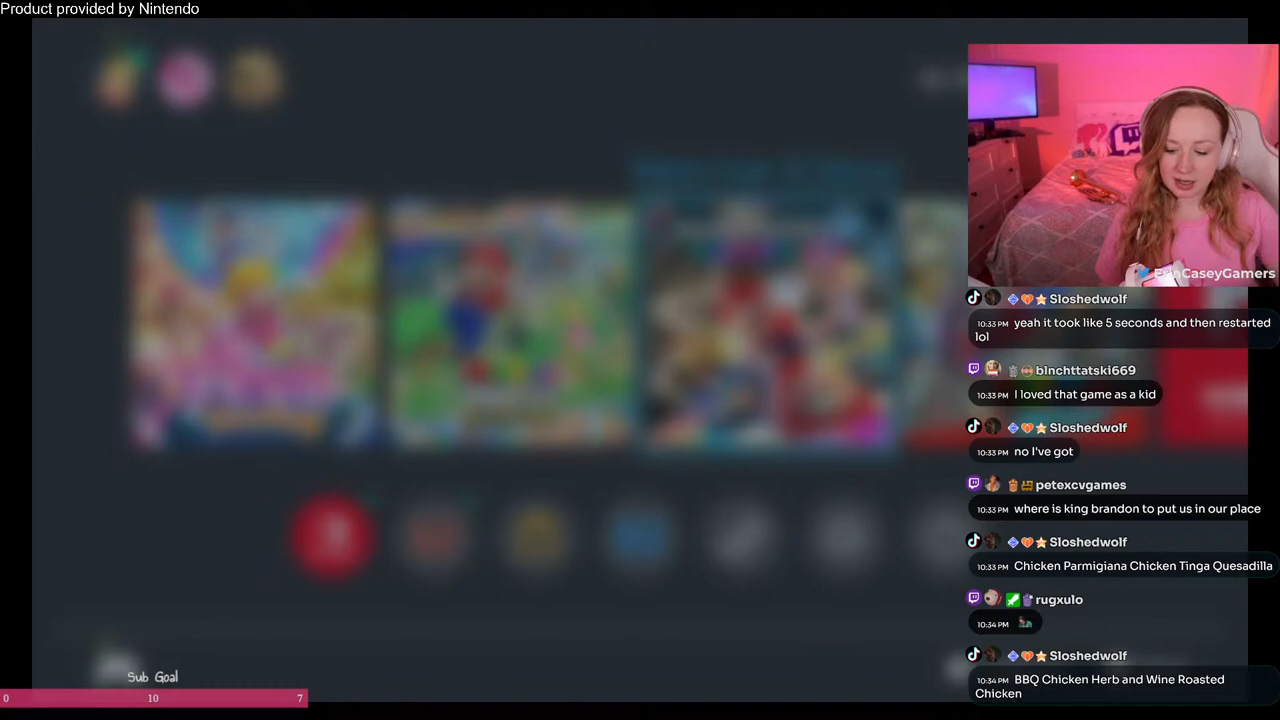 Product provided by Nintendo
ErinCaseyGamers
Sloshedwolf
10:33 PM yeah it took like 5 seconds and then restarted
lol
blnchttatski669
10:33 PM I loved that game as a kid
Sloshedwolf
10:33 PM no I've got
petexcvgames
10:33 PM where is king brandon to put us in our place
Sloshedwolf
10:33 PM Chicken Parmigiana Chicken Tinga Quesadilla
rugxulo
10:34 PM
Sloshedwolf
10:34 PM BBQ Chicken Herb and Wine Roasted
Chicken
Sub Goal
0 10 7